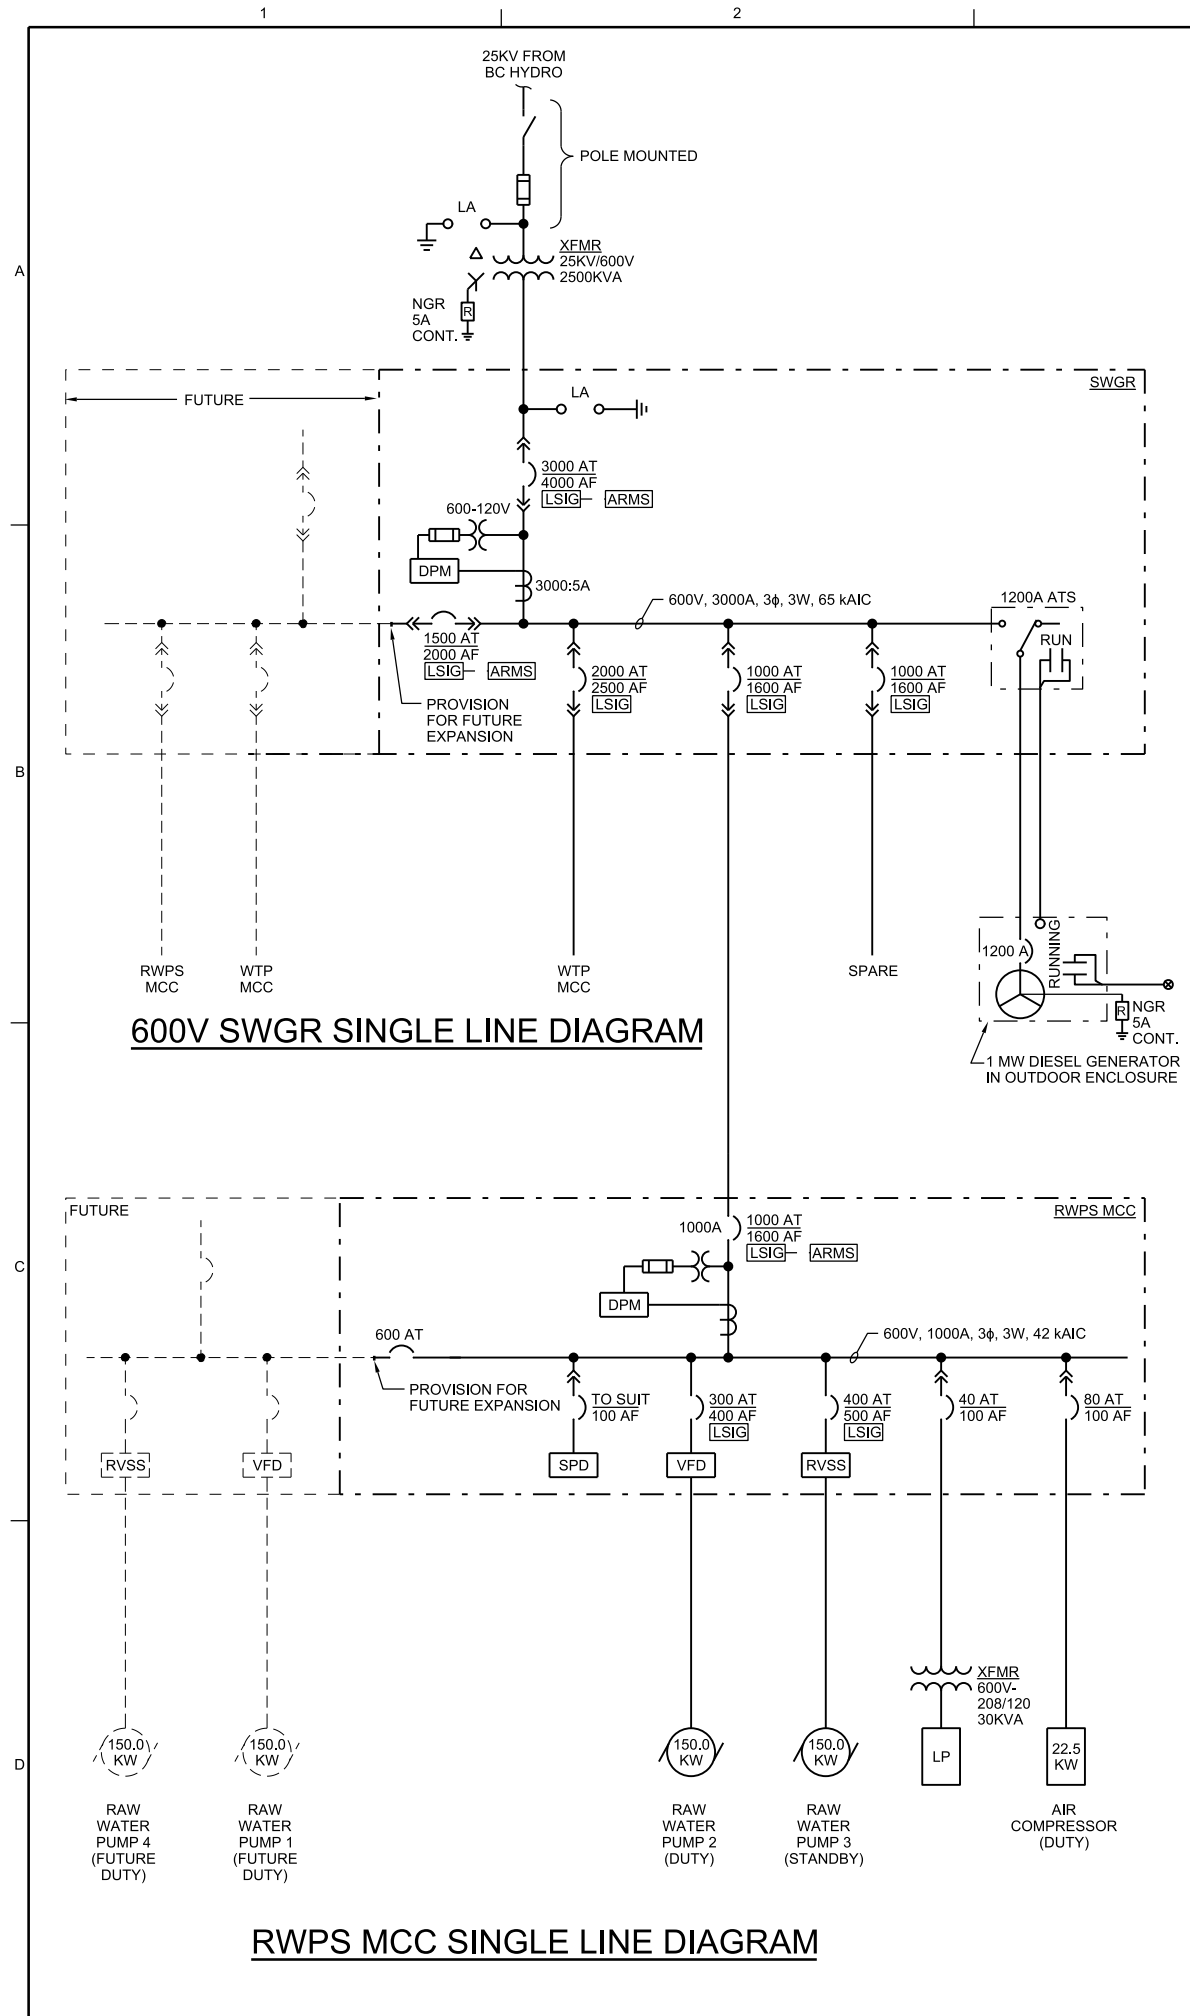 1
2
25KV FROM
BC HYDRO
POLE MOUNTED
LA
XFMR
25KV/600V
2500KVA
A
NGR
5A
CONT.
R
FUTURE
SWGR
LA
3000 AT
4000 AF
LSIG
ARMS
600-120V
DPM
3000:5A
600V, 3000A, 3ϕ, 3W, 65 kAIC
1200A ATS
RUN
1500 AT
2000 AF
LSIG
ARMS
2000 AT
2500 AF
LSIG
1000 AT
1600 AF
LSIG
1000 AT
1600 AF
LSIG
PROVISION
FOR FUTURE
EXPANSION
B
RWPS
MCC
WTP
MCC
WTP
MCC
SPARE
1200 A
RUNNING
R
NGR
5A
CONT.
1 MW DIESEL GENERATOR
IN OUTDOOR ENCLOSURE
600V SWGR SINGLE LINE DIAGRAM
FUTURE
RWPS MCC
C
1000A
1000 AT
1600 AF
LSIG
ARMS
DPM
600 AT
600V, 1000A, 3ϕ, 3W, 42 kAIC
PROVISION FOR
FUTURE EXPANSION
TO SUIT
100 AF
300 AT
400 AF
LSIG
400 AT
500 AF
LSIG
40 AT
100 AF
80 AT
100 AF
RVSS
VFD
SPD
VFD
RVSS
XFMR
600V-
208/120
30KVA
D
150.0
KW
150.0
KW
150.0
KW
150.0
KW
LP
22.5
KW
RAW
WATER
PUMP 4
(FUTURE
DUTY)
RAW
WATER
PUMP 1
(FUTURE
DUTY)
RAW
WATER
PUMP 2
(DUTY)
RAW
WATER
PUMP 3
(STANDBY)
AIR
COMPRESSOR
(DUTY)
RWPS MCC SINGLE LINE DIAGRAM